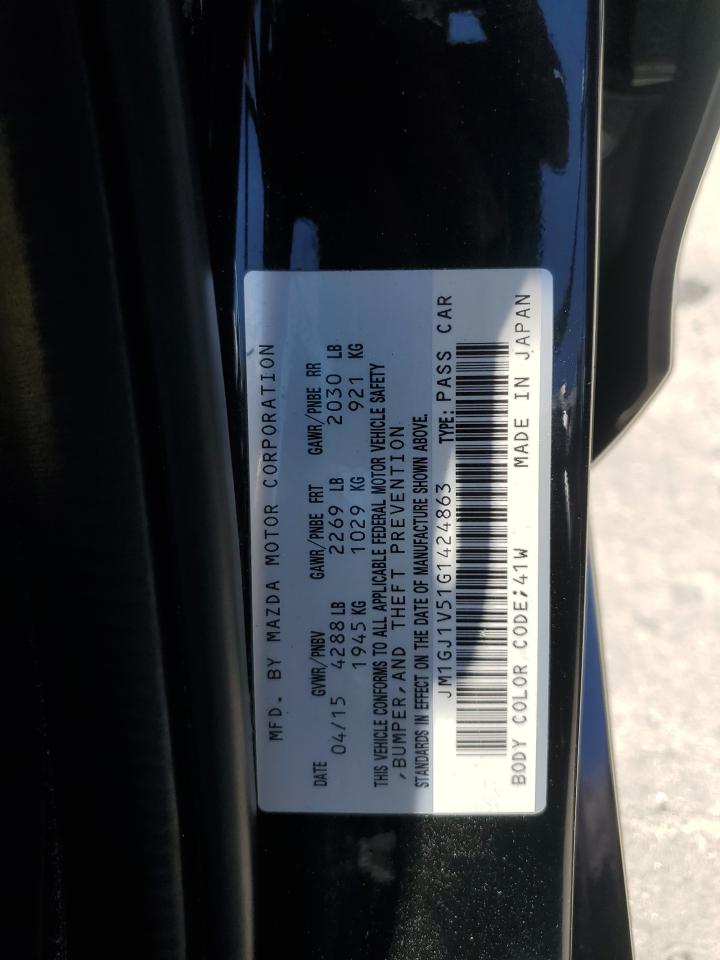 MFD. BY MAZDA MOTOR CORPORATION
DATE GVWR/PNBV GAWR/PNBE FRT GAWR/PNBE RR
04/15 4288 LB 2269 LB 2030 LB
1945 KG 1029 KG 921 KG
THIS VEHICLE CONFORMS TO ALL APPLICABLE FEDERAL MOTOR VEHICLE SAFETY
,BUMPER,AND THEFT PREVENTION
STANDARDS IN EFFECT ON THE DATE OF MANUFACTURE SHOWN ABOVE.
JM1GJ1V51G1424863 TYPE: PASS CAR
BODY COLOR CODE;41W MADE IN JAPAN